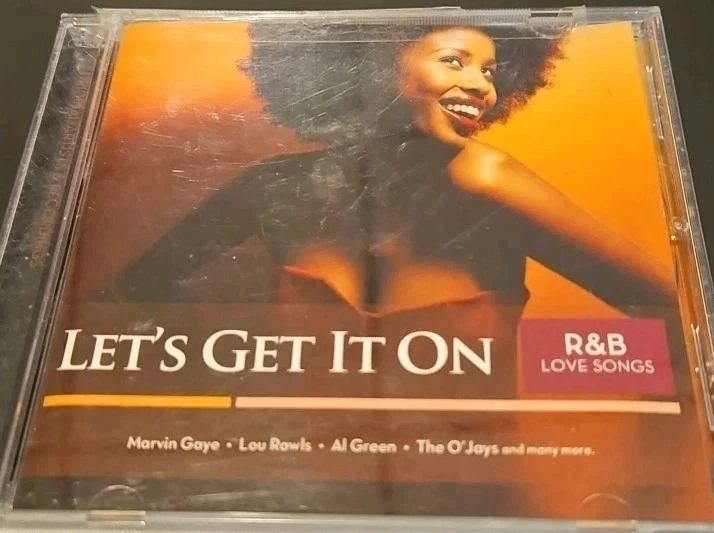 LET'S GET IT ON
R&B
LOVE SONGS
Marvin Gaye • Lou Rawls • Al Green • The O'Jays and many more.